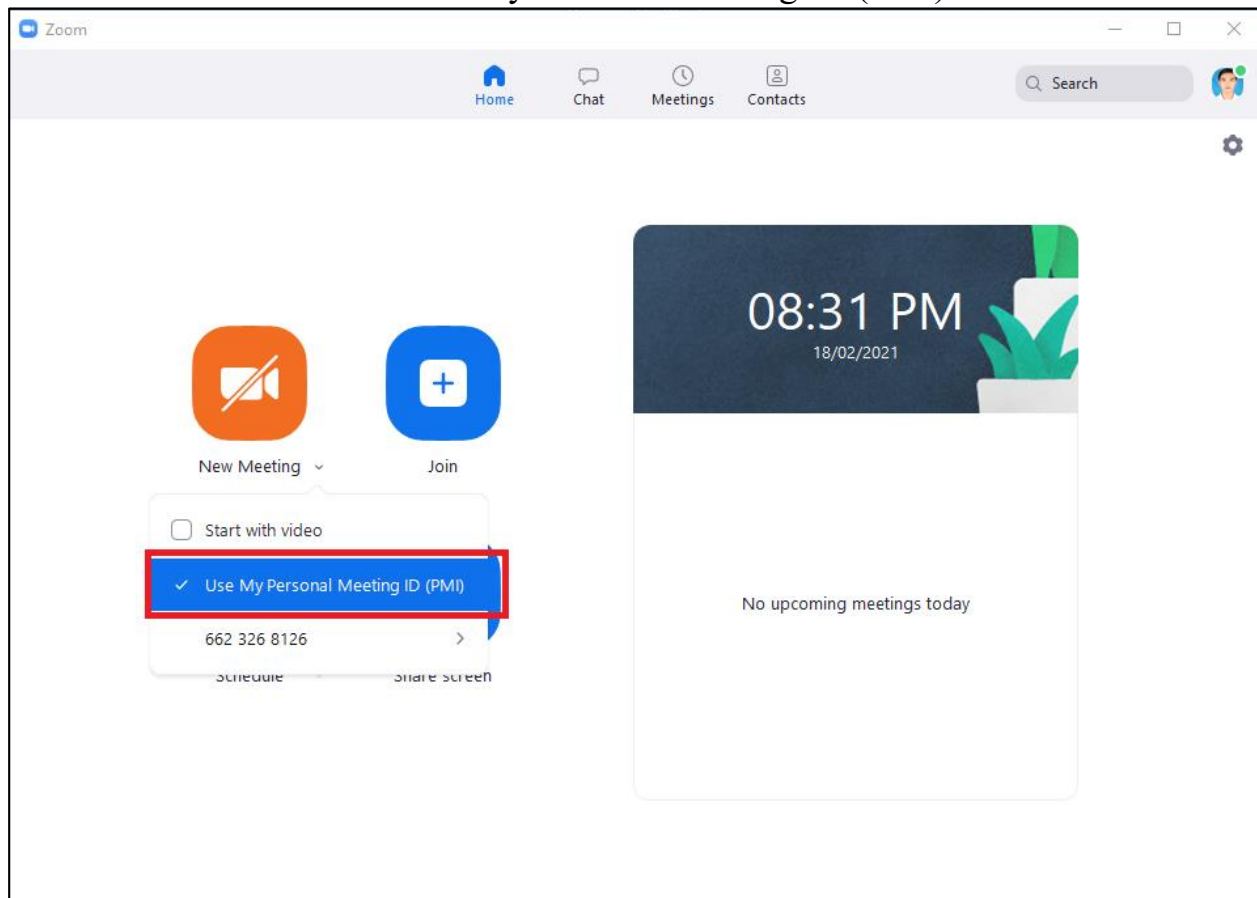 Zoom
Home
Chat
Meetings
Contacts
Search
08:31 PM
18/02/2021
New Meeting
Join
Start with video
Use My Personal Meeting ID (PMI)
662 326 8126
No upcoming meetings today
Schedule
Share screen